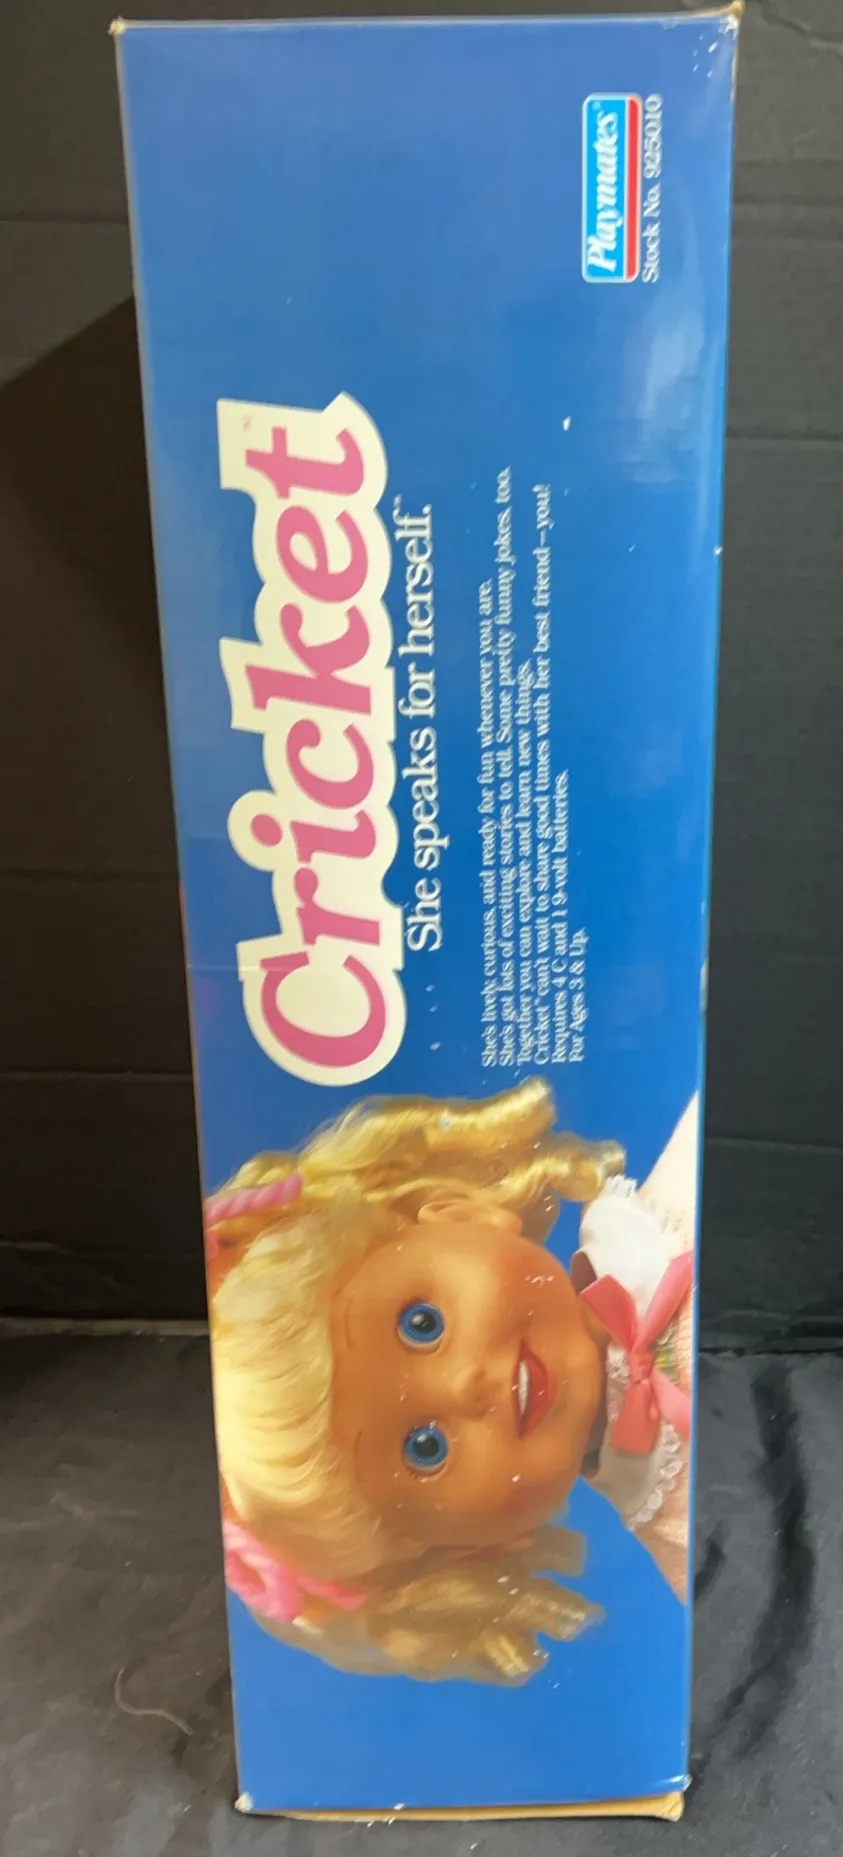 Cricket™
She speaks for herself.™
She's lively, curious, and ready for fun whenever you are.
She's got lots of exciting stories to tell. Some pretty funny jokes, too.
Together you can explore and learn new things.
Cricket™ can't wait to share good times with her best friend—you!
Requires 4 C and 1 9-volt batteries.
For Ages 3 & Up.
Playmates®
Stock No. 925010